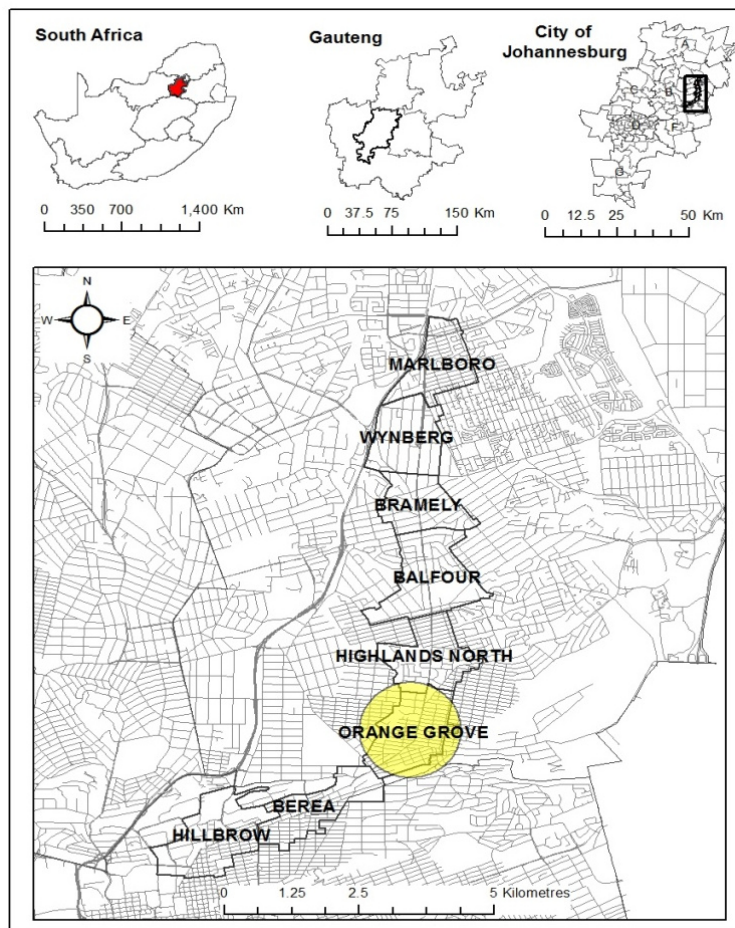 South Africa
0 350 700 1,400 Km
Gauteng
0 37.5 75 150 Km
City of
Johannesburg
A
C B
D F
G
0 12.5 25 50 Km
N
W E
S
MARLBORO
WYNBERG
BRAMELY
BALFOUR
HIGHLANDS NORTH
ORANGE GROVE
BEREA
HILLBROW
0 1.25 2.5 5 Kilometres